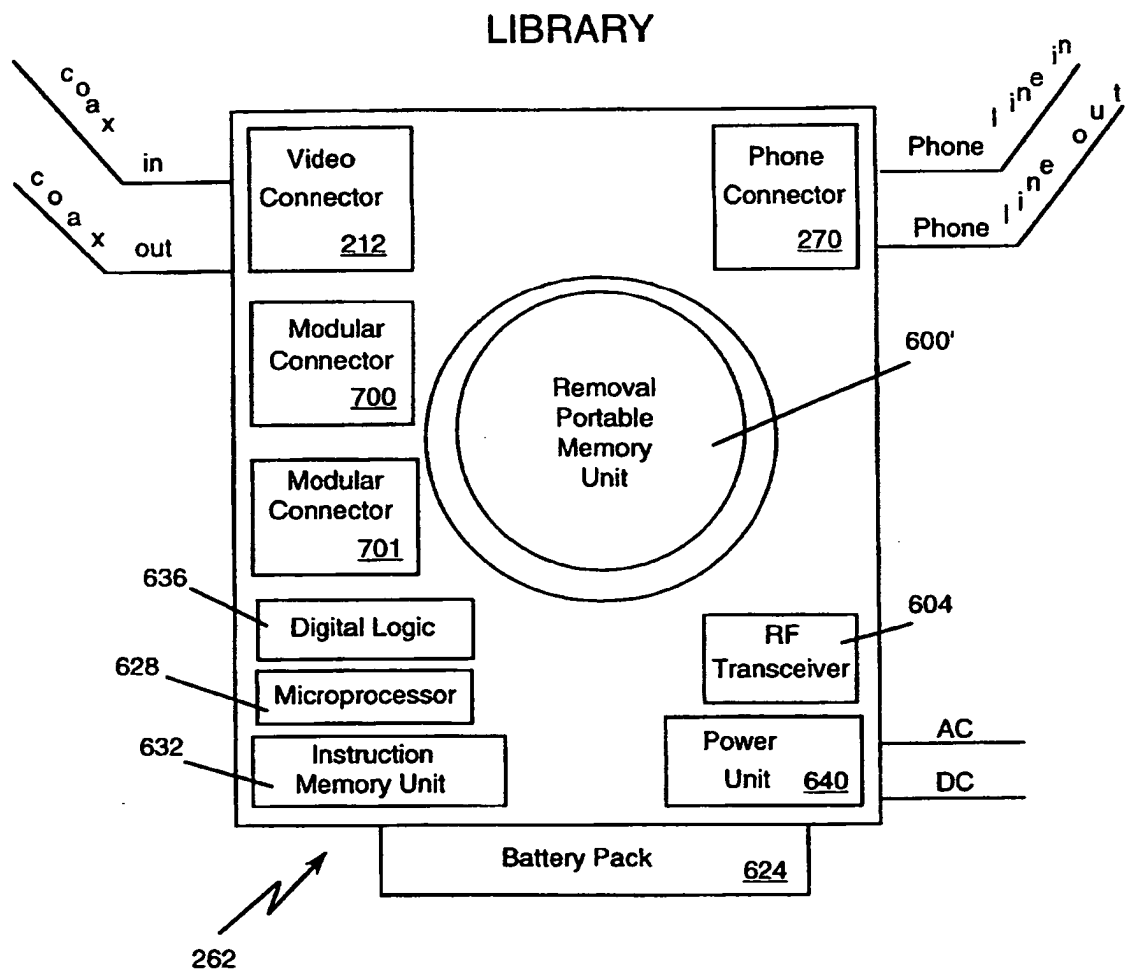 LIBRARY
coax in
coax out
Video
Connector
212
Phone
Connector
270
Phone line in
Phone line out
Modular
Connector
700
Removal
Portable
Memory
Unit
600'
Modular
Connector
701
636
Digital Logic
628
Microprocessor
632
Instruction
Memory Unit
RF
Transceiver
604
Power
Unit
640
AC
DC
Battery Pack
624
262